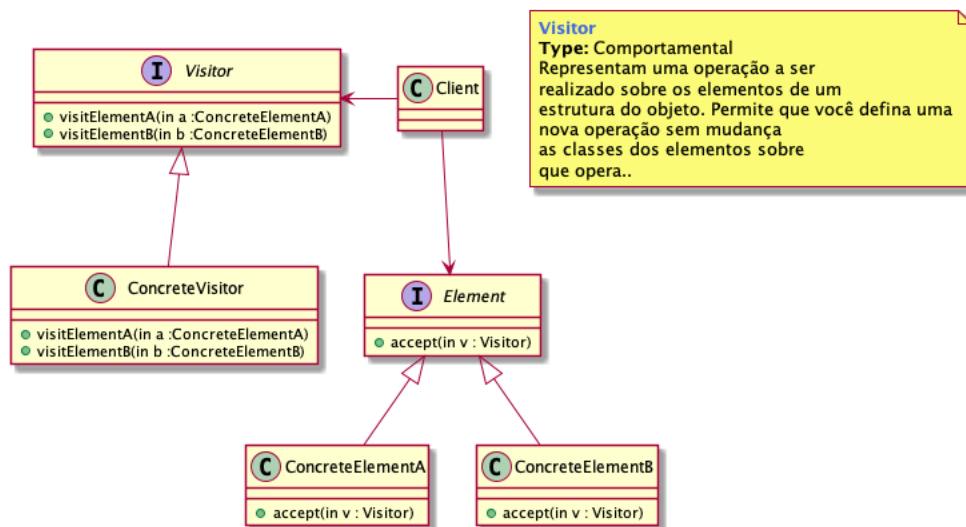 Visitor
visitElementA(in a :ConcreteElementA)
visitElementB(in b :ConcreteElementB)
Client
Visitor
Type: Comportamental
Representam uma operação a ser
realizado sobre os elementos de um
estrutura do objeto. Permite que você defina uma
nova operação sem mudança
as classes dos elementos sobre
que opera..
ConcreteVisitor
visitElementA(in a :ConcreteElementA)
visitElementB(in b :ConcreteElementB)
Element
accept(in v : Visitor)
ConcreteElementA
accept(in v : Visitor)
ConcreteElementB
accept(in v : Visitor)